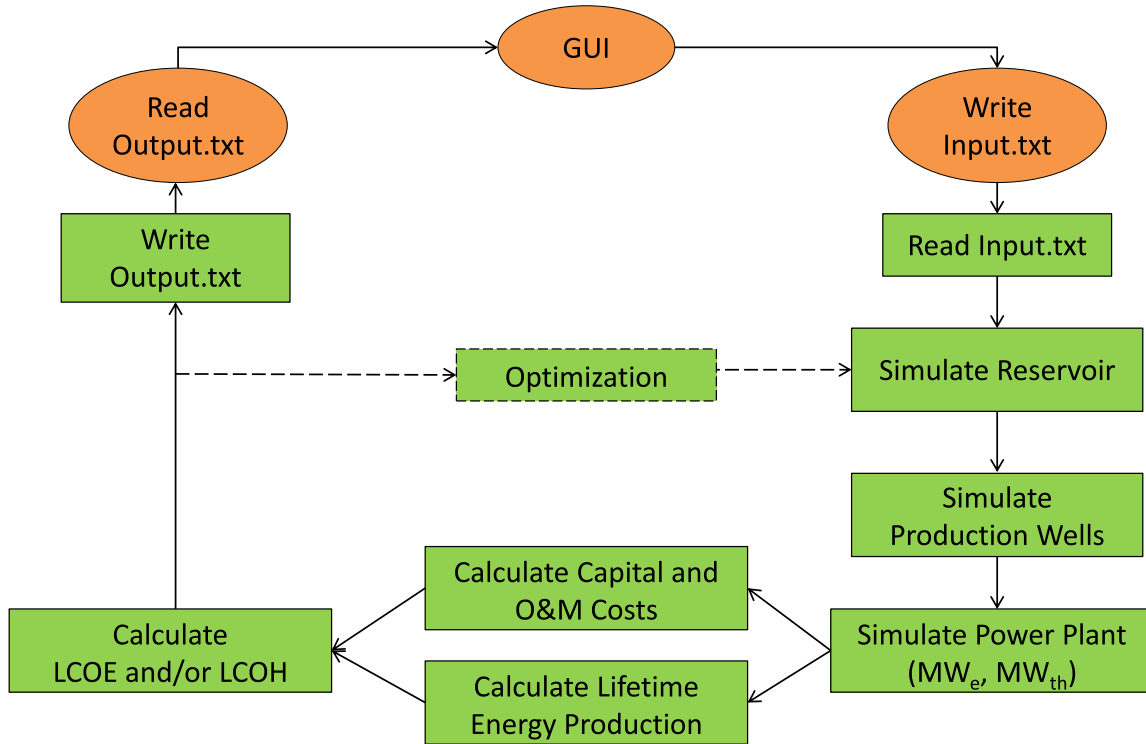 GUI
Read
Output.txt
Write
Input.txt
Write
Output.txt
Read Input.txt
Optimization
Simulate Reservoir
Simulate
Production Wells
Calculate Capital and
O&M Costs
Calculate
LCOE and/or LCOH
Simulate Power Plant
(MWe, MWth)
Calculate Lifetime
Energy Production